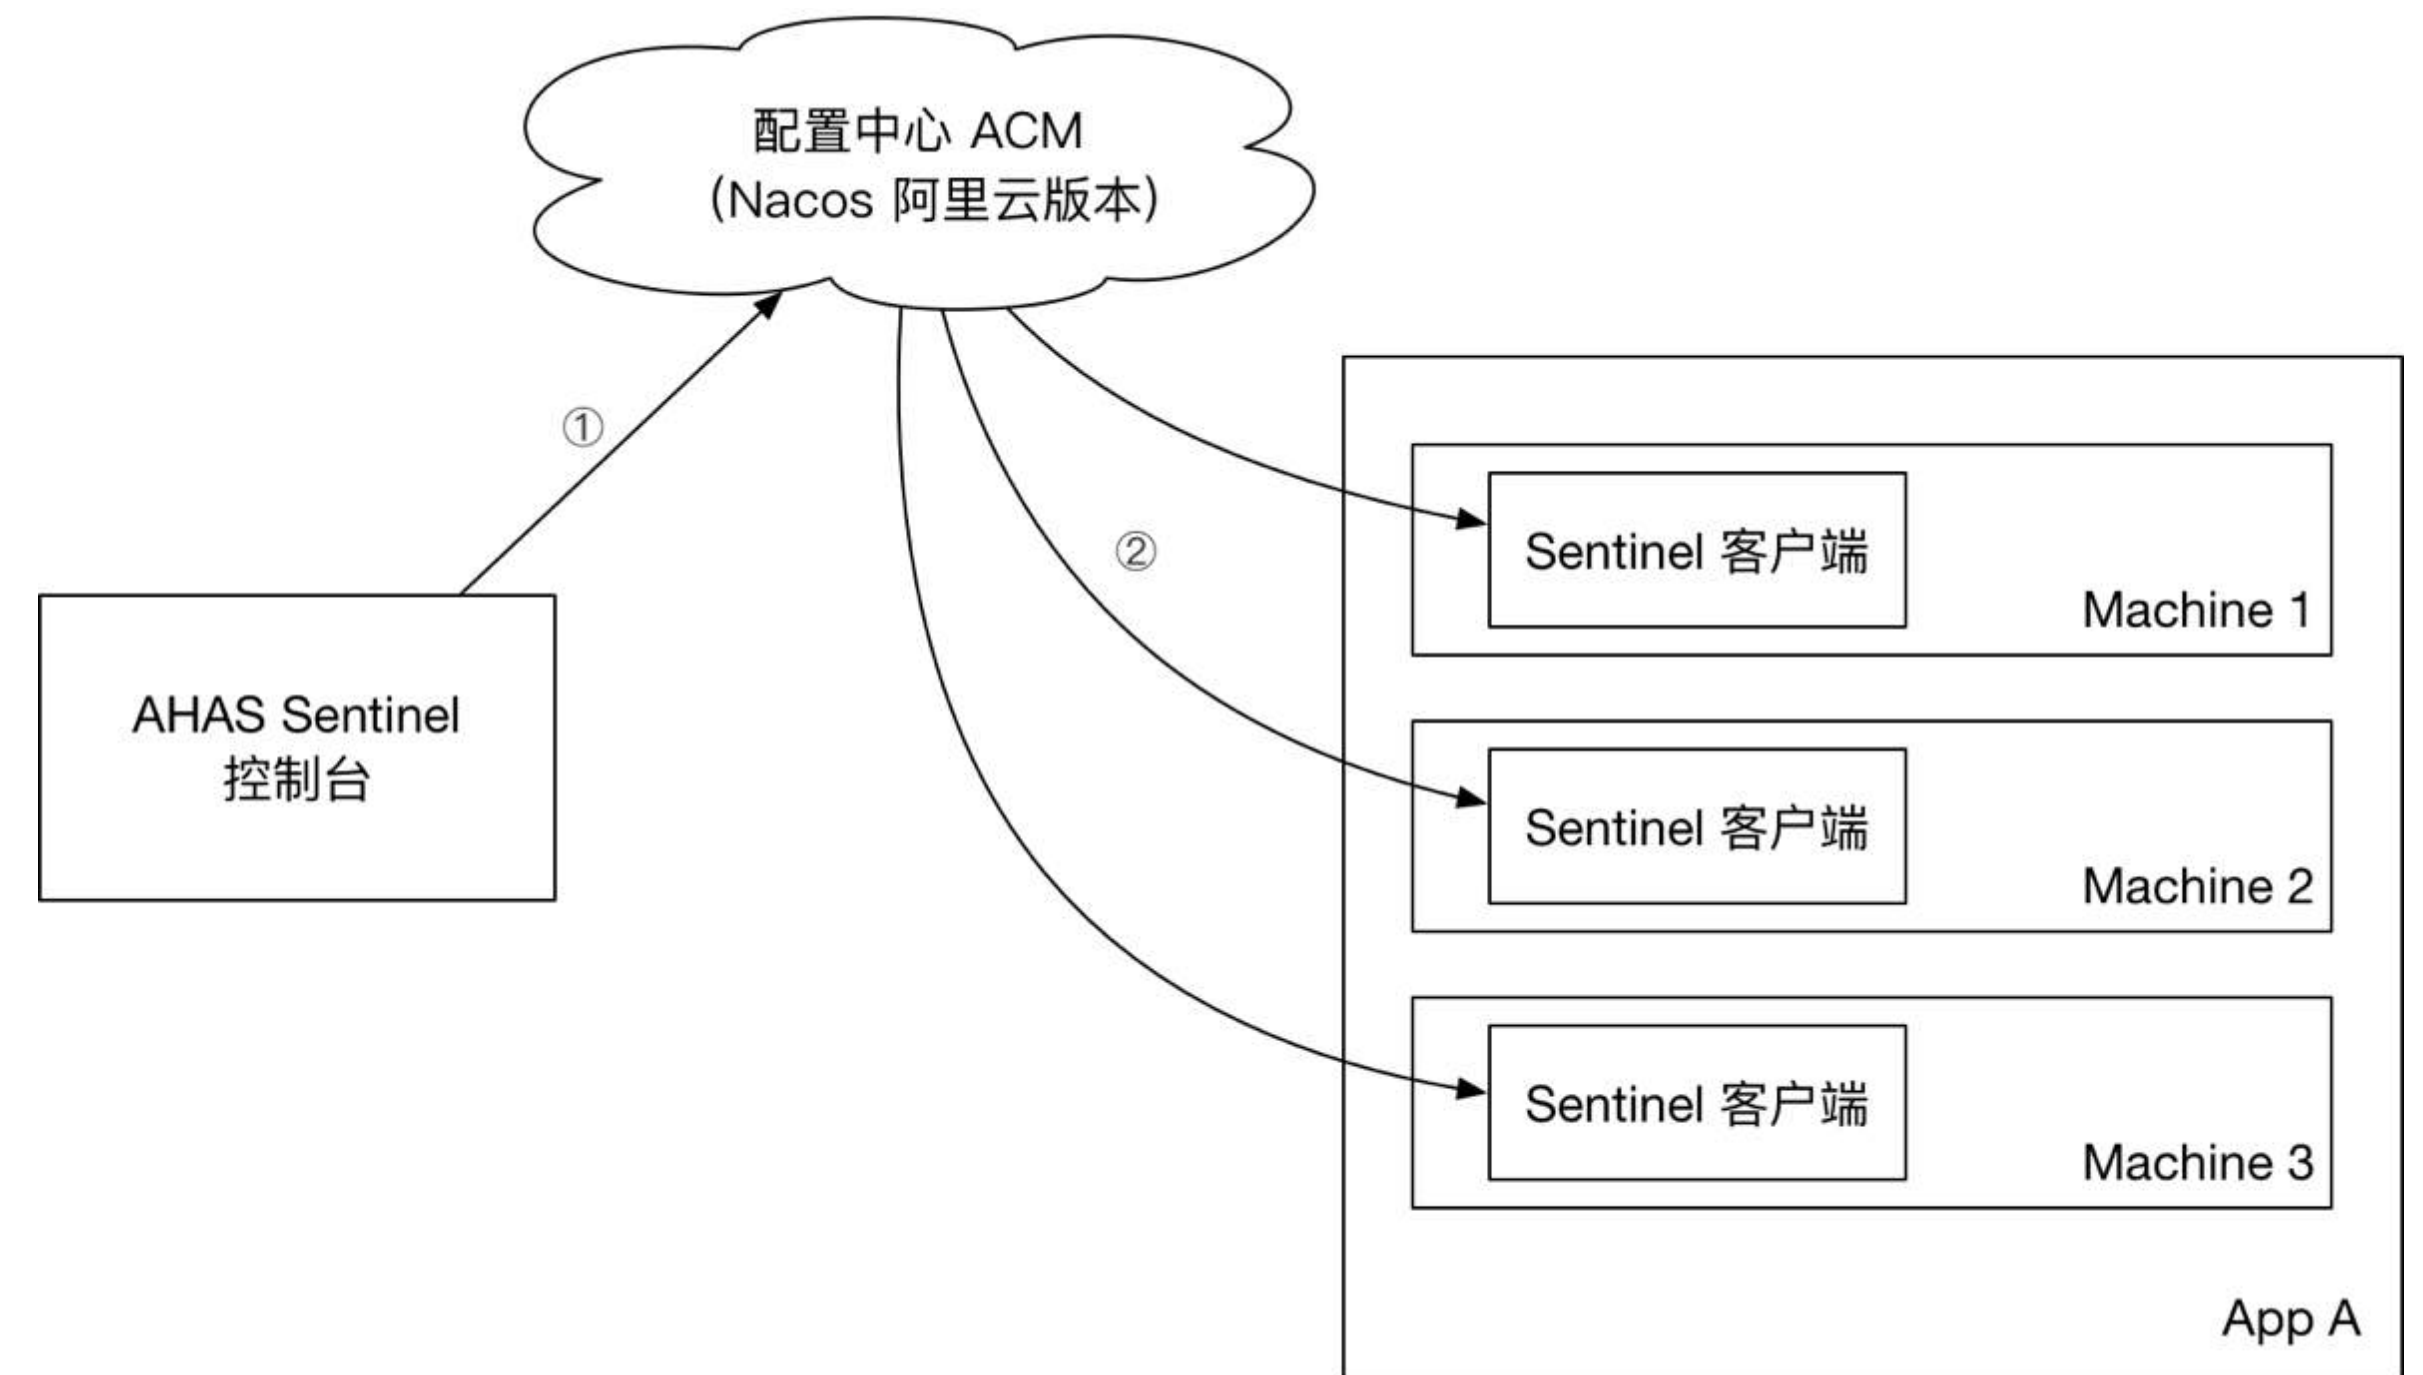 配置中心 ACM
(Nacos 阿里云版本)
①
②
AHAS Sentinel
控制台
Sentinel 客户端
Machine 1
Sentinel 客户端
Machine 2
Sentinel 客户端
Machine 3
App A